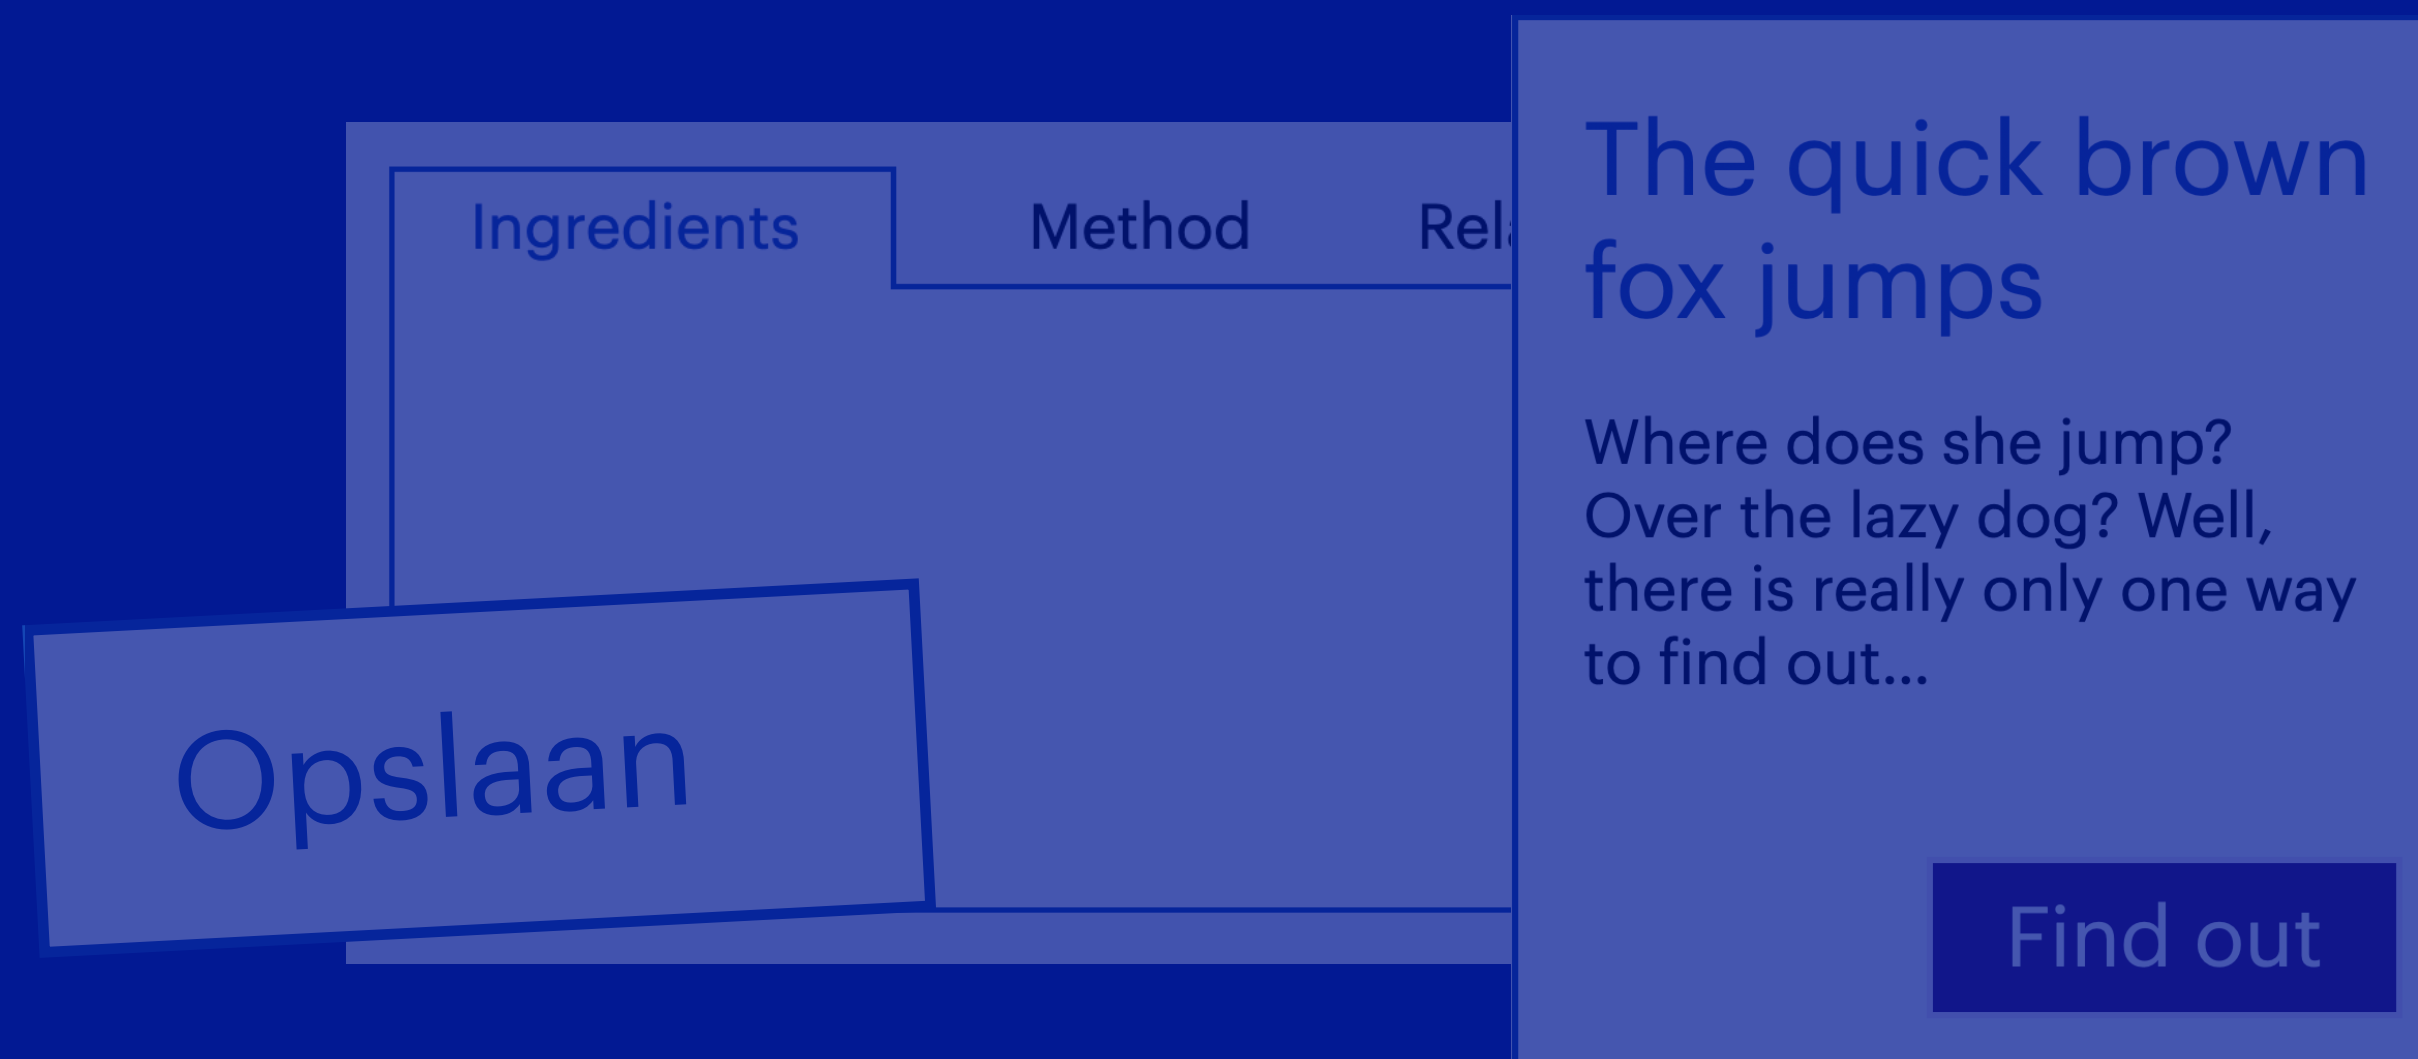 Ingredients
Method
Opslaan
The quick brown
fox jumps
Where does she jump?
Over the lazy dog? Well,
there is really only one way
to find out...
Find out